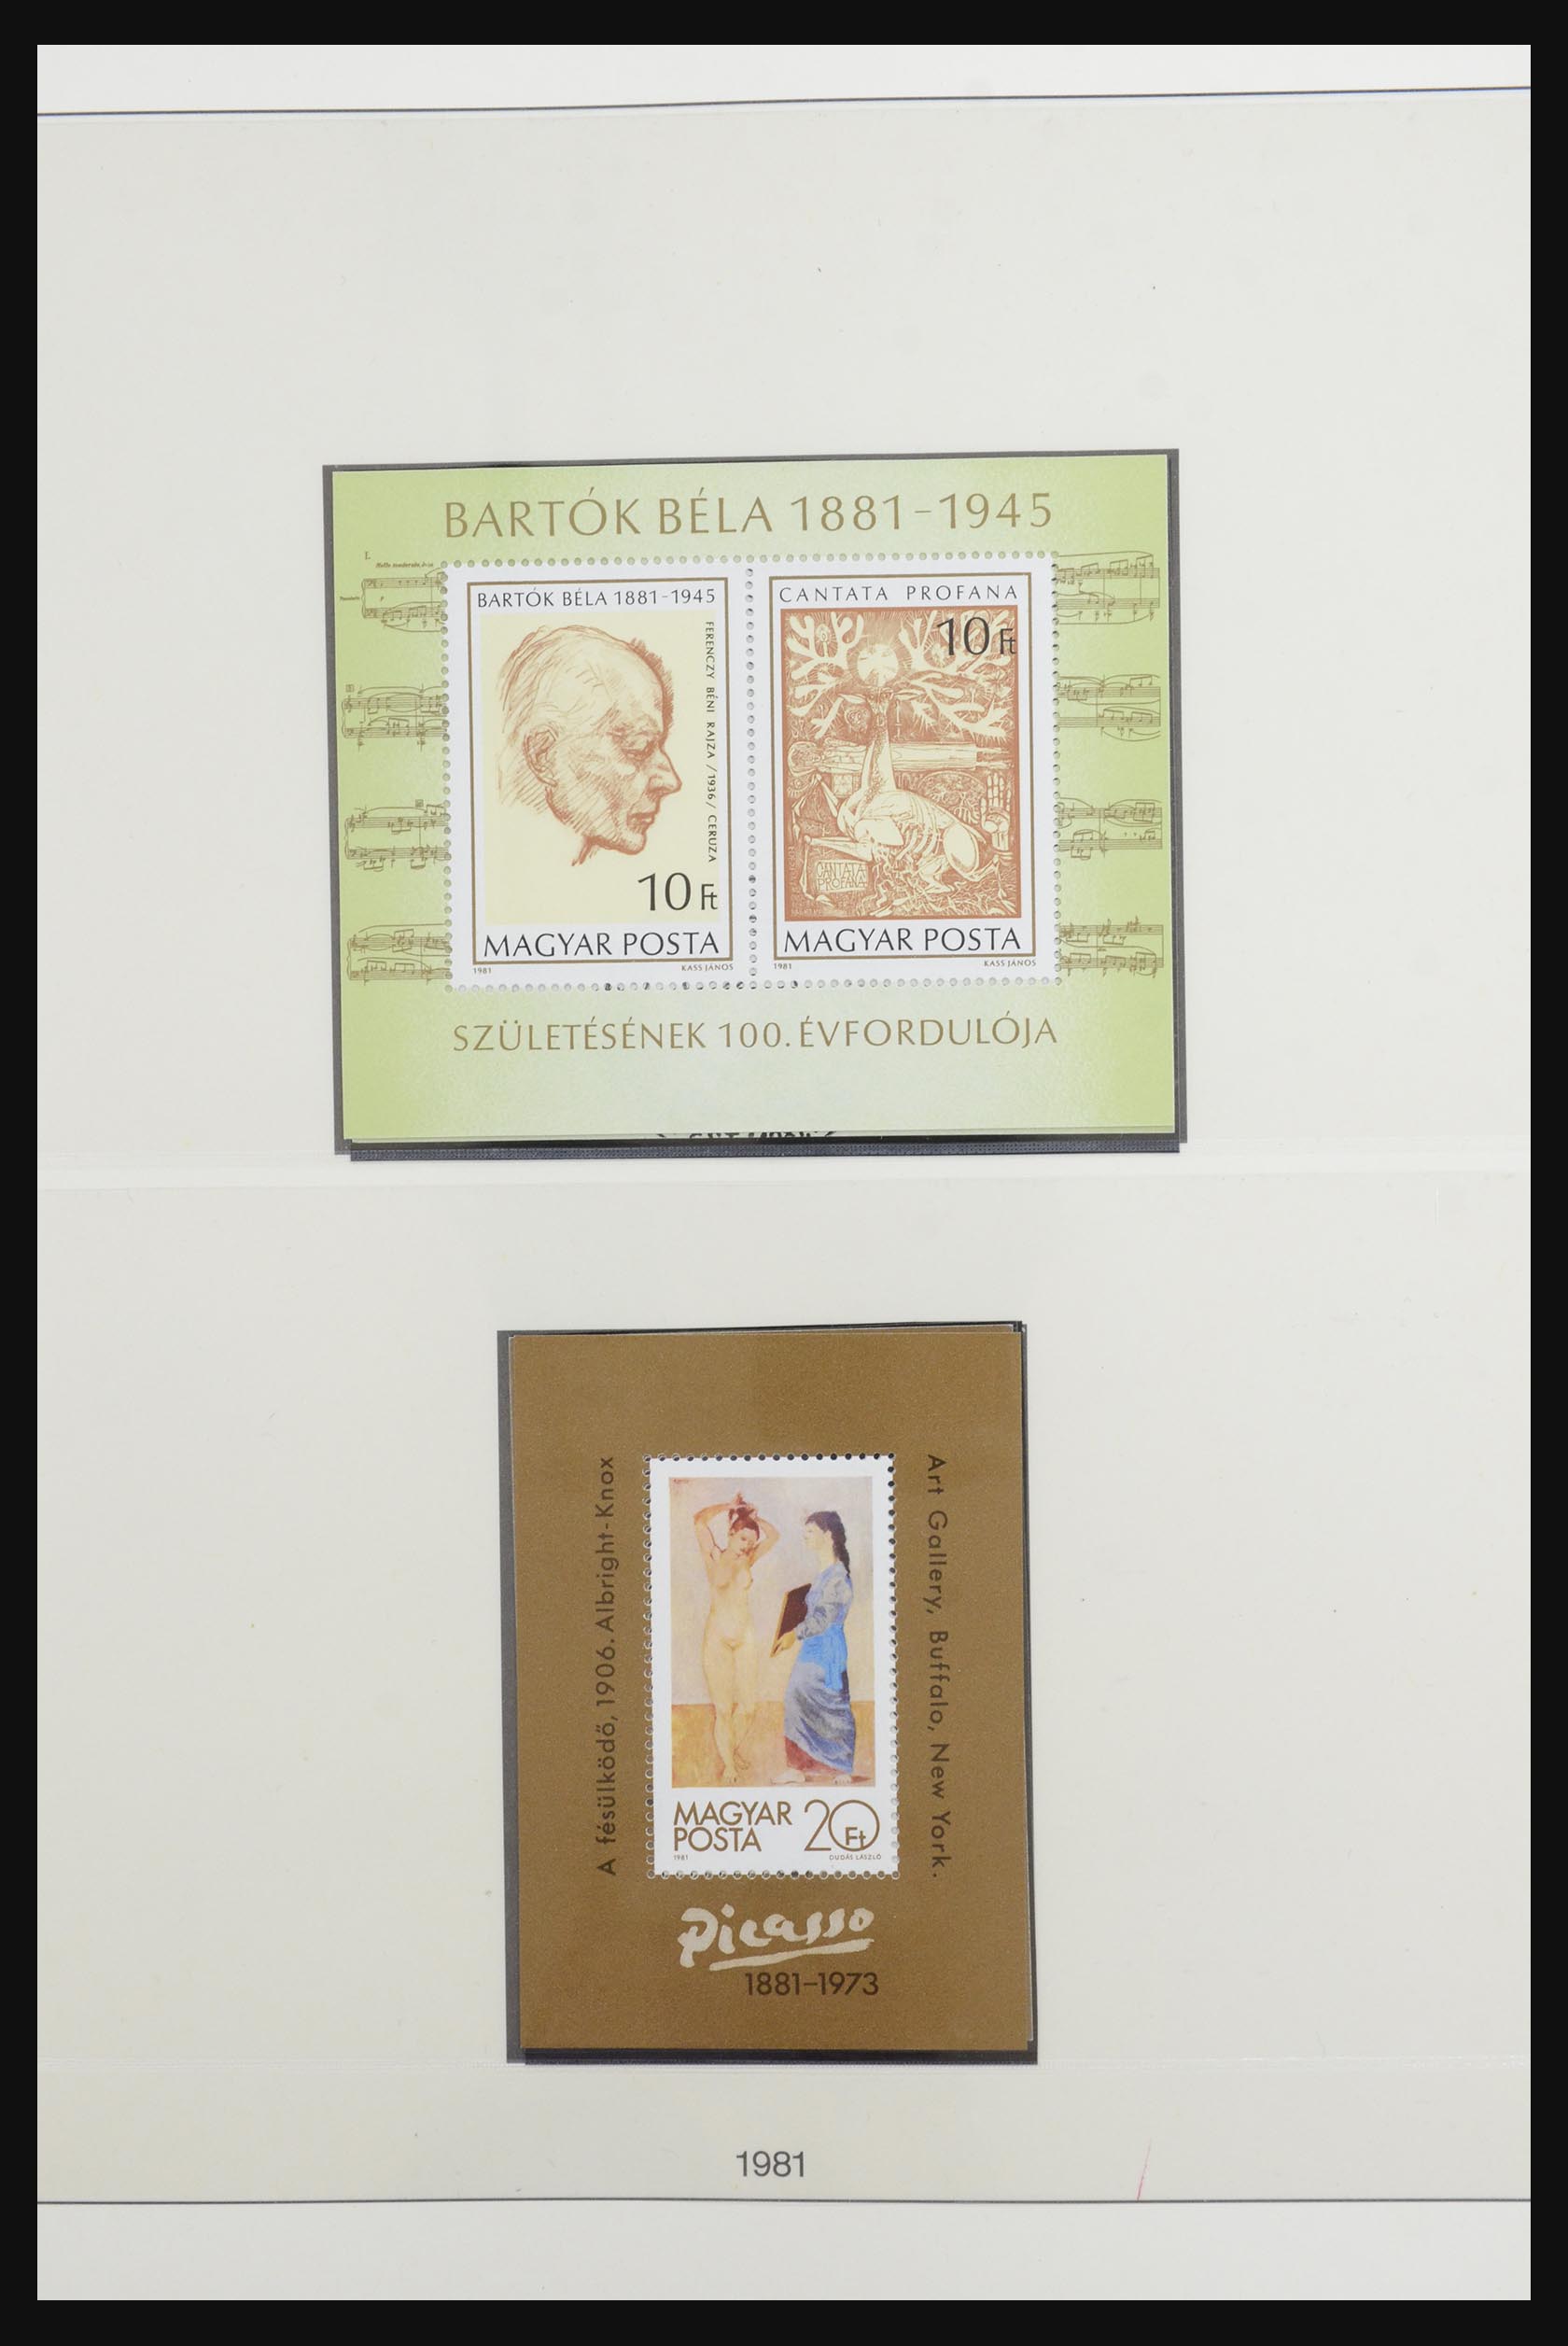 BARTÓK BÉLA 1881-1945
I.
BARTÓK BÉLA 1881-1945
FERENCZY BÉNI RAJZA /1936/ CERUZA
10 Ft
MAGYAR POSTA
1981 KASS JÁNOS
CANTATA PROFANA
10 Ft
CANTATA
PROFANA
MAGYAR POSTA
1981 KASS JÁNOS
SZÜLETÉSÉNEK 100. ÉVFORDULÓJA
A fésülködő, 1906. Albright-Knox
Art Gallery, Buffalo, New York.
MAGYAR
POSTA
20 Ft
1981 DUDÁS LÁSZLÓ
Picasso
1881-1973
1981